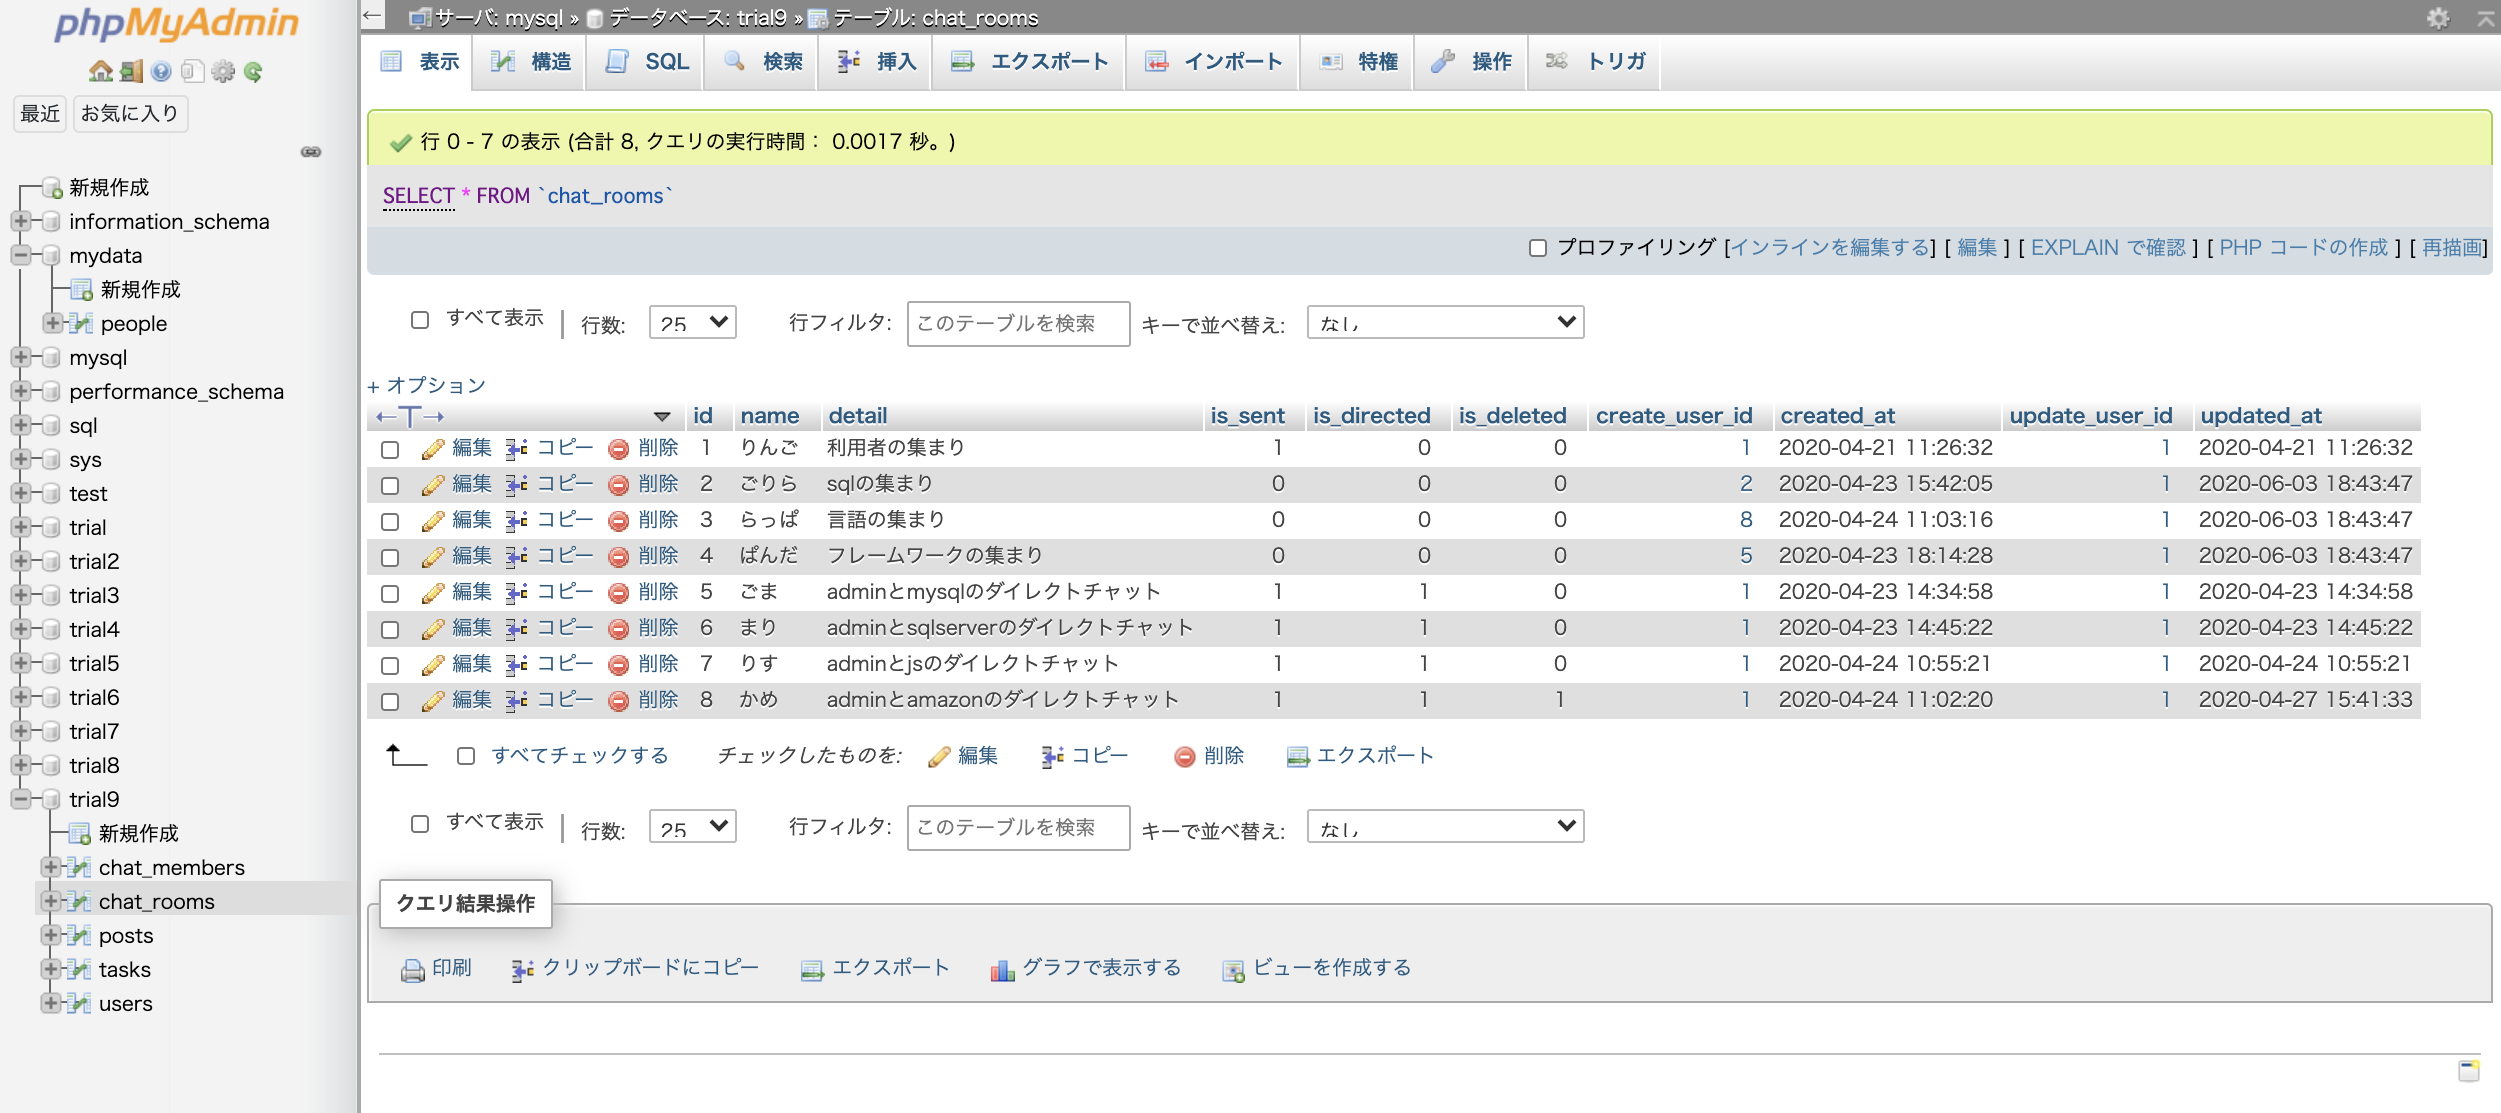 phpMyAdmin
最近 お気に入り
新規作成
information_schema
mydata
新規作成
people
mysql
performance_schema
sql
sys
test
trial
trial2
trial3
trial4
trial5
trial6
trial7
trial8
trial9
新規作成
chat_members
chat_rooms
posts
tasks
users
サーバ: mysql » データベース: trial9 » テーブル: chat_rooms
表示 構造 SQL 検索 挿入 エクスポート インポート 特権 操作 トリガ
行 0 - 7 の表示 (合計 8, クエリの実行時間： 0.0017 秒。)
SELECT * FROM `chat_rooms`
プロファイリング [インラインを編集する] [ 編集 ] [ EXPLAIN で確認 ] [ PHP コードの作成 ] [ 再描画]
すべて表示 | 行数: 25 行フィルタ: このテーブルを検索 キーで並べ替え: なし
+ オプション
←T→ id name detail is_sent is_directed is_deleted create_user_id created_at update_user_id updated_at
編集 コピー 削除 1 りんご 利用者の集まり 1 0 0 1 2020-04-21 11:26:32 1 2020-04-21 11:26:32
編集 コピー 削除 2 ごりら sqlの集まり 0 0 0 2 2020-04-23 15:42:05 1 2020-06-03 18:43:47
編集 コピー 削除 3 らっぱ 言語の集まり 0 0 0 8 2020-04-24 11:03:16 1 2020-06-03 18:43:47
編集 コピー 削除 4 ぱんだ フレームワークの集まり 0 0 0 5 2020-04-23 18:14:28 1 2020-06-03 18:43:47
編集 コピー 削除 5 ごま adminとmysqlのダイレクトチャット 1 1 0 1 2020-04-23 14:34:58 1 2020-04-23 14:34:58
編集 コピー 削除 6 まり adminとsqlserverのダイレクトチャット 1 1 0 1 2020-04-23 14:45:22 1 2020-04-23 14:45:22
編集 コピー 削除 7 りす adminとjsのダイレクトチャット 1 1 0 1 2020-04-24 10:55:21 1 2020-04-24 10:55:21
編集 コピー 削除 8 かめ adminとamazonのダイレクトチャット 1 1 1 1 2020-04-24 11:02:20 1 2020-04-27 15:41:33
すべてチェックする チェックしたものを: 編集 コピー 削除 エクスポート
すべて表示 | 行数: 25 行フィルタ: このテーブルを検索 キーで並べ替え: なし
クエリ結果操作
印刷 クリップボードにコピー エクスポート グラフで表示する ビューを作成する